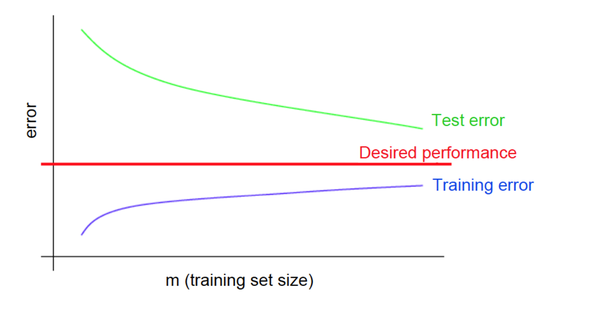 error
Test error
Desired performance
Training error
m (training set size)